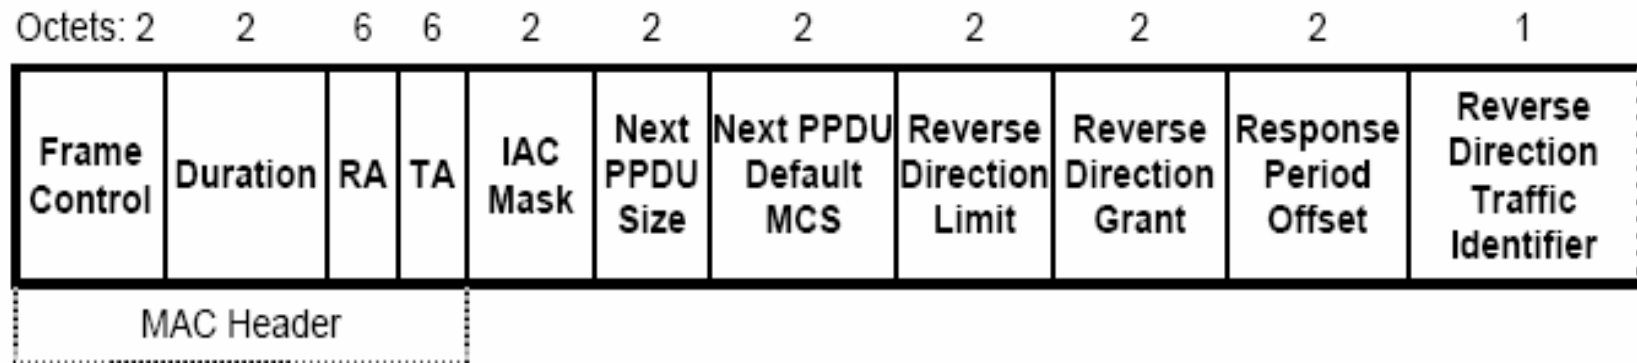 Octets: 2 2 6 6 2 2 2 2 2 2 1
Frame
Control
Duration
RA
TA
IAC
Mask
Next
PPDU
Size
Next PPDU
Default
MCS
Reverse
Direction
Limit
Reverse
Direction
Grant
Response
Period
Offset
Reverse
Direction
Traffic
Identifier
MAC Header